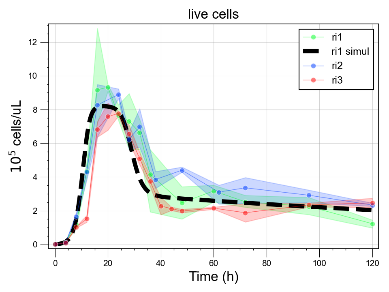 live cells
ri1
ri1 simul
ri2
ri3
10⁵ cells/uL
12
10
8
6
4
2
0
0 20 40 60 80 100 120
Time (h)